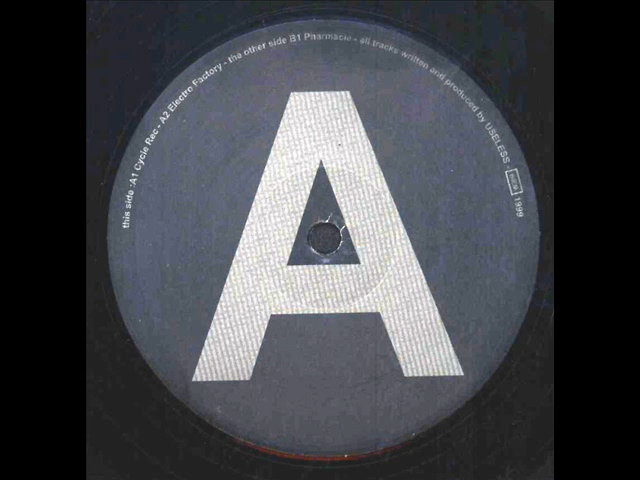 this side :A1 Cycle Rec - A2 Electro Factory - tha other side B1 Pharmacie - all tracks written and produced by USELESS - 1999
A